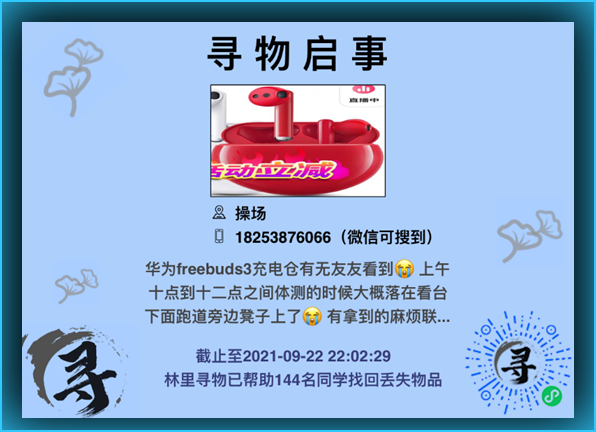 寻物启事
直播中
活动立减
操场
18253876066（微信可搜到）
华为freebuds3充电仓有无友友看到😭 上午
十点到十二点之间体测的时候大概落在看台
下面跑道旁边凳子上了😭 有拿到的麻烦联...
寻
寻
截止至2021-09-22 22:02:29
林里寻物已帮助144名同学找回丢失物品